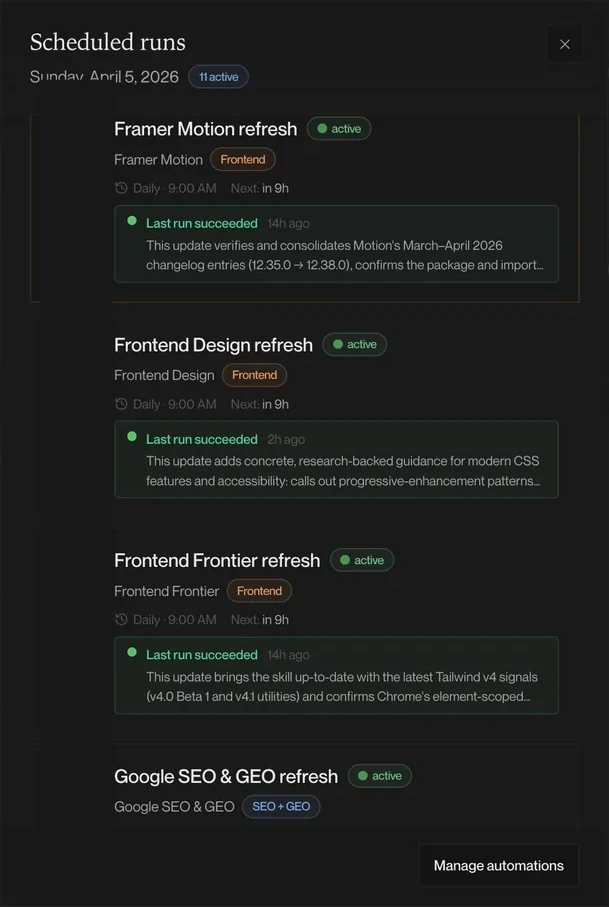 Scheduled runs
Sunday, April 5, 2026 11 active
Framer Motion refresh active
Framer Motion Frontend
Daily · 9:00 AM Next: in 9h
Last run succeeded 14h ago
This update verifies and consolidates Motion's March–April 2026
changelog entries (12.35.0 → 12.38.0), confirms the package and import...
Frontend Design refresh active
Frontend Design Frontend
Daily · 9:00 AM Next: in 9h
Last run succeeded 2h ago
This update adds concrete, research-backed guidance for modern CSS
features and accessibility: calls out progressive-enhancement patterns...
Frontend Frontier refresh active
Frontend Frontier Frontend
Daily · 9:00 AM Next: in 9h
Last run succeeded 14h ago
This update brings the skill up-to-date with the latest Tailwind v4 signals
(v4.0 Beta 1 and v4.1 utilities) and confirms Chrome's element-scoped...
Google SEO & GEO refresh active
Google SEO & GEO SEO + GEO
Manage automations